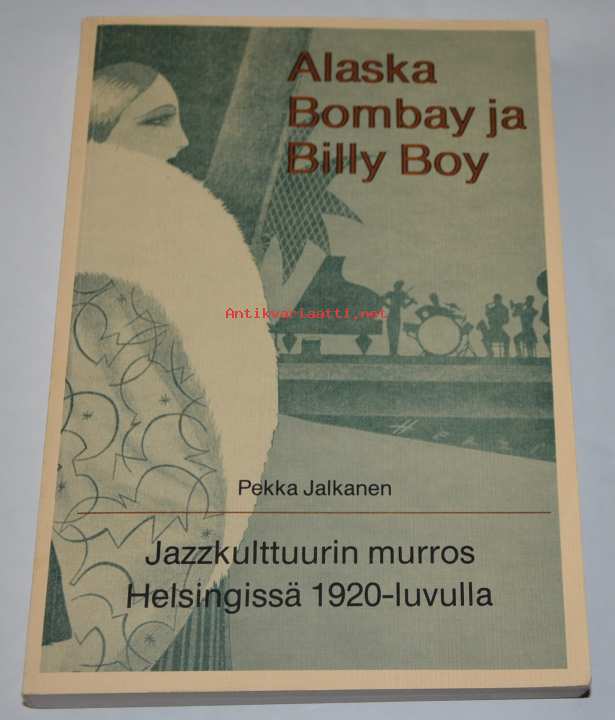 Alaska
Bombay ja
Billy Boy
Antikvariaatti.net
Pekka Jalkanen
Jazzkulttuurin murros
Helsingissä 1920-luvulla